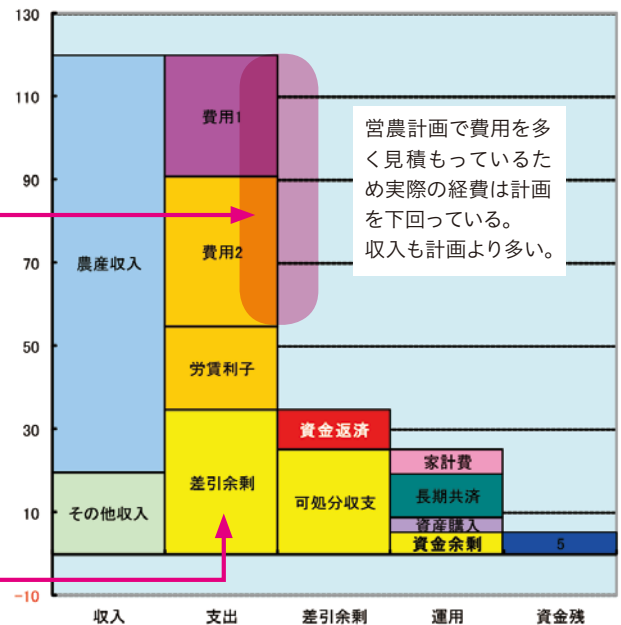 130
110
90
70
50
30
10
-10
費用1
費用2
農産収入
労賃利子
差引余剰
その他収入
資金返済
可処分収支
家計費
長期共済
資産購入
資金余剰
5
営農計画で費用を多
く見積もっているた
め実際の経費は計画
を下回っている。
収入も計画より多い。
収入
支出
差引余剰
運用
資金残